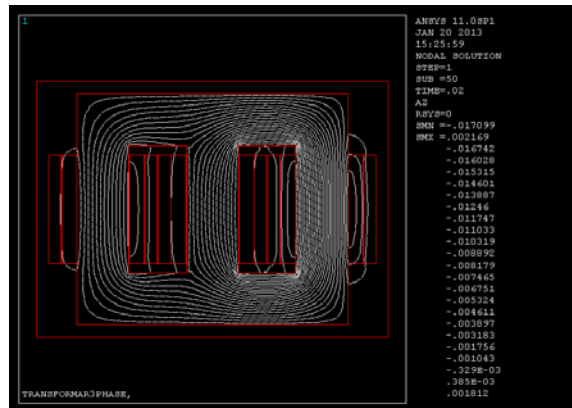 1
ANSYS 11.0SP1
JAN 20 2013
15:25:59
NODAL SOLUTION
STEP=1
SUB =50
TIME=.02
AZ
RSYS=0
SMN =-.017099
SMX =.002169
-.016742
-.016028
-.015315
-.014601
-.013887
-.01246
-.011747
-.011033
-.010319
-.008892
-.008179
-.007465
-.006751
-.005324
-.004611
-.003897
-.003183
-.001756
-.001043
-.329E-03
.385E-03
.001812
TRANSFORMAR3PHASE,